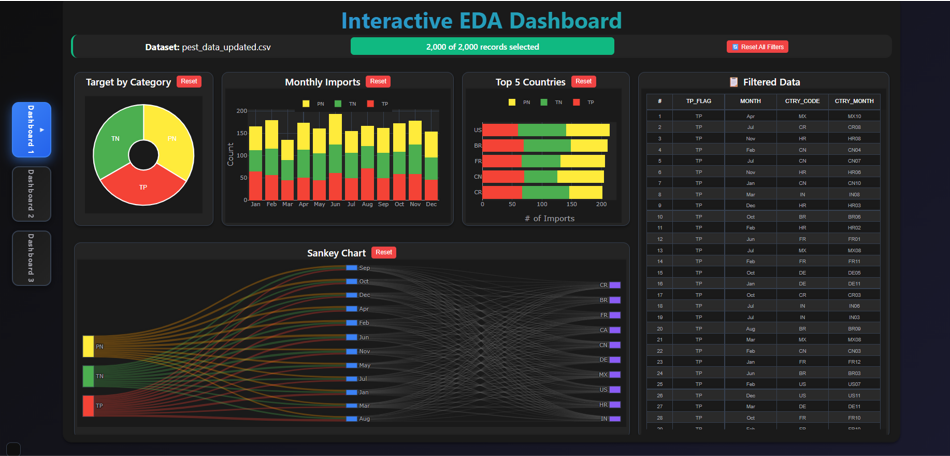 Interactive EDA Dashboard
Dataset: pest_data_updated.csv
2,000 of 2,000 records selected
Reset All Filters
Dashboard 1
Dashboard 2
Dashboard 3
Target by Category Reset
TN
PN
TP
Monthly Imports Reset
PN TN TP
Count
200
150
100
50
0
Jan Feb Mar Apr May Jun Jul Aug Sep Oct Nov Dec
Top 5 Countries Reset
PN TN TP
US
BR
FR
CN
CR
0 50 100 150 200
# of Imports
Sankey Chart Reset
PN
TN
TP
Sep
Oct
Dec
Apr
Feb
Jun
Nov
May
Jul
Jan
Mar
Aug
CR
BR
FR
CA
CN
DE
MX
US
HR
IN
Filtered Data
# TP_FLAG MONTH CTRY_CODE CTRY_MONTH
1 TP Apr MX MX10
2 TP Jul CR CR08
3 TP Nov HR HR08
4 TP Feb CN CN04
5 TP Jul CN CN07
6 TP Nov HR HR06
7 TP Jan CN CN10
8 TP Mar IN IN05
9 TP Dec HR HR03
10 TP Oct BR BR06
11 TP Feb HR HR02
12 TP Jun FR FR01
13 TP Jul MX MX08
14 TP Feb FR FR11
15 TP Oct DE DE05
16 TP Jan DE DE11
17 TP Oct CR CR03
18 TP Jul IN IN06
19 TP Jul IN IN03
20 TP Aug BR BR08
21 TP Mar MX MX08
22 TP Feb CN CN03
23 TP Jan FR FR12
24 TP Jun BR BR03
25 TP Feb US US07
26 TP Dec US US11
27 TP Mar DE DE11
28 TP Oct FR FR10